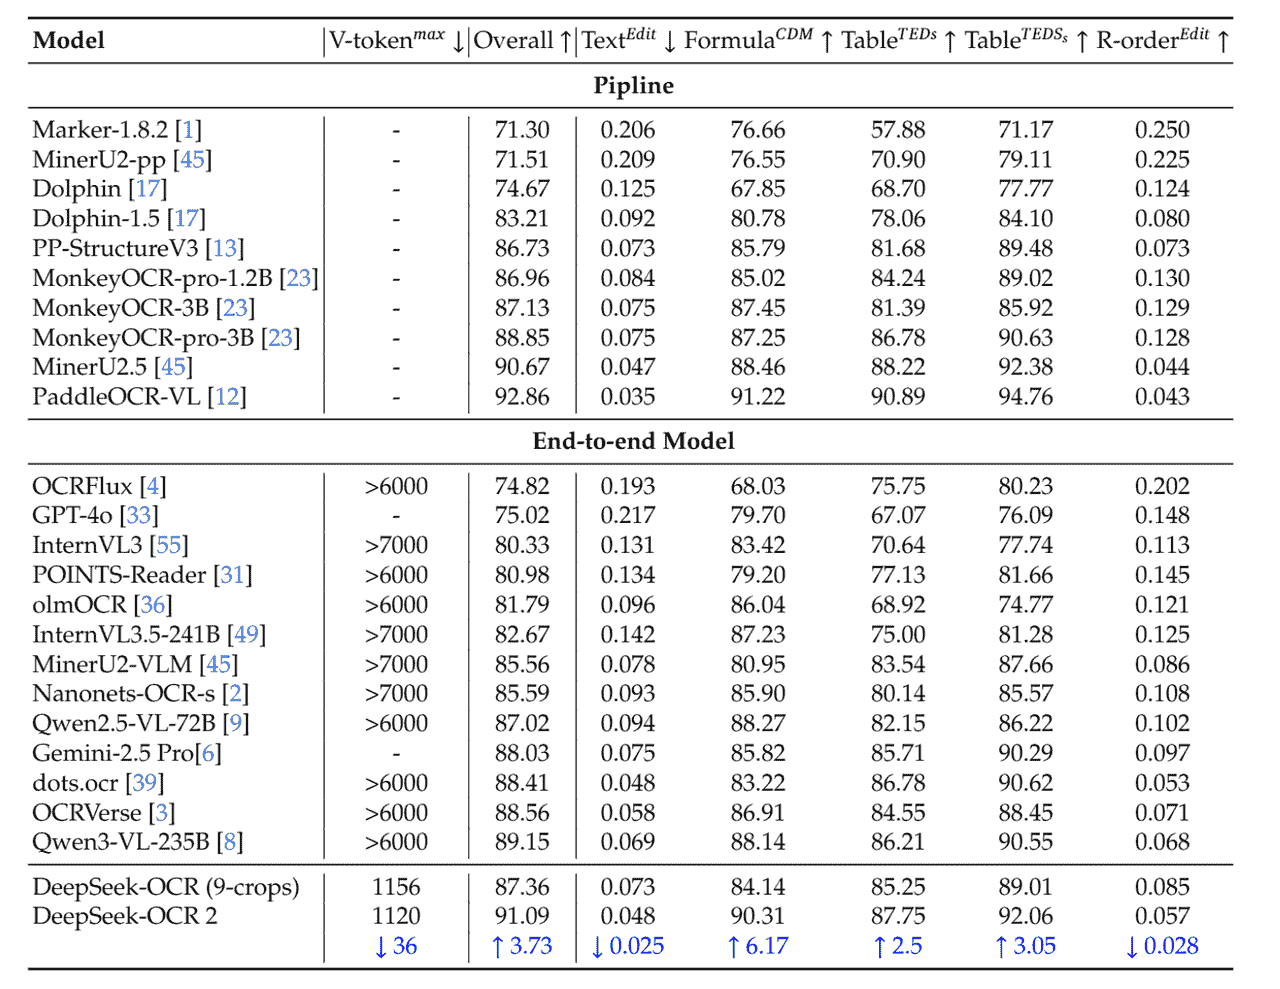 Model V-token^max ↓ Overall ↑ Text^Edit ↓ Formula^CDM ↑ Table^TEDs ↑ Table^TEDS_s ↑ R-order^Edit ↑
Pipline
Marker-1.8.2 [1] - 71.30 0.206 76.66 57.88 71.17 0.250
MinerU2-pp [45] - 71.51 0.209 76.55 70.90 79.11 0.225
Dolphin [17] - 74.67 0.125 67.85 68.70 77.77 0.124
Dolphin-1.5 [17] - 83.21 0.092 80.78 78.06 84.10 0.080
PP-StructureV3 [13] - 86.73 0.073 85.79 81.68 89.48 0.073
MonkeyOCR-pro-1.2B [23] - 86.96 0.084 85.02 84.24 89.02 0.130
MonkeyOCR-3B [23] - 87.13 0.075 87.45 81.39 85.92 0.129
MonkeyOCR-pro-3B [23] - 88.85 0.075 87.25 86.78 90.63 0.128
MinerU2.5 [45] - 90.67 0.047 88.46 88.22 92.38 0.044
PaddleOCR-VL [12] - 92.86 0.035 91.22 90.89 94.76 0.043
End-to-end Model
OCRFlux [4] >6000 74.82 0.193 68.03 75.75 80.23 0.202
GPT-4o [33] - 75.02 0.217 79.70 67.07 76.09 0.148
InternVL3 [55] >7000 80.33 0.131 83.42 70.64 77.74 0.113
POINTS-Reader [31] >6000 80.98 0.134 79.20 77.13 81.66 0.145
olmOCR [36] >6000 81.79 0.096 86.04 68.92 74.77 0.121
InternVL3.5-241B [49] >7000 82.67 0.142 87.23 75.00 81.28 0.125
MinerU2-VLM [45] >7000 85.56 0.078 80.95 83.54 87.66 0.086
Nanonets-OCR-s [2] >7000 85.59 0.093 85.90 80.14 85.57 0.108
Qwen2.5-VL-72B [9] >6000 87.02 0.094 88.27 82.15 86.22 0.102
Gemini-2.5 Pro[6] - 88.03 0.075 85.82 85.71 90.29 0.097
dots.ocr [39] >6000 88.41 0.048 83.22 86.78 90.62 0.053
OCRVerse [3] >6000 88.56 0.058 86.91 84.55 88.45 0.071
Qwen3-VL-235B [8] >6000 89.15 0.069 88.14 86.21 90.55 0.068
DeepSeek-OCR (9-crops) 1156 87.36 0.073 84.14 85.25 89.01 0.085
DeepSeek-OCR 2 1120 91.09 0.048 90.31 87.75 92.06 0.057
↓ 36 ↑ 3.73 ↓ 0.025 ↑ 6.17 ↑ 2.5 ↑ 3.05 ↓ 0.028